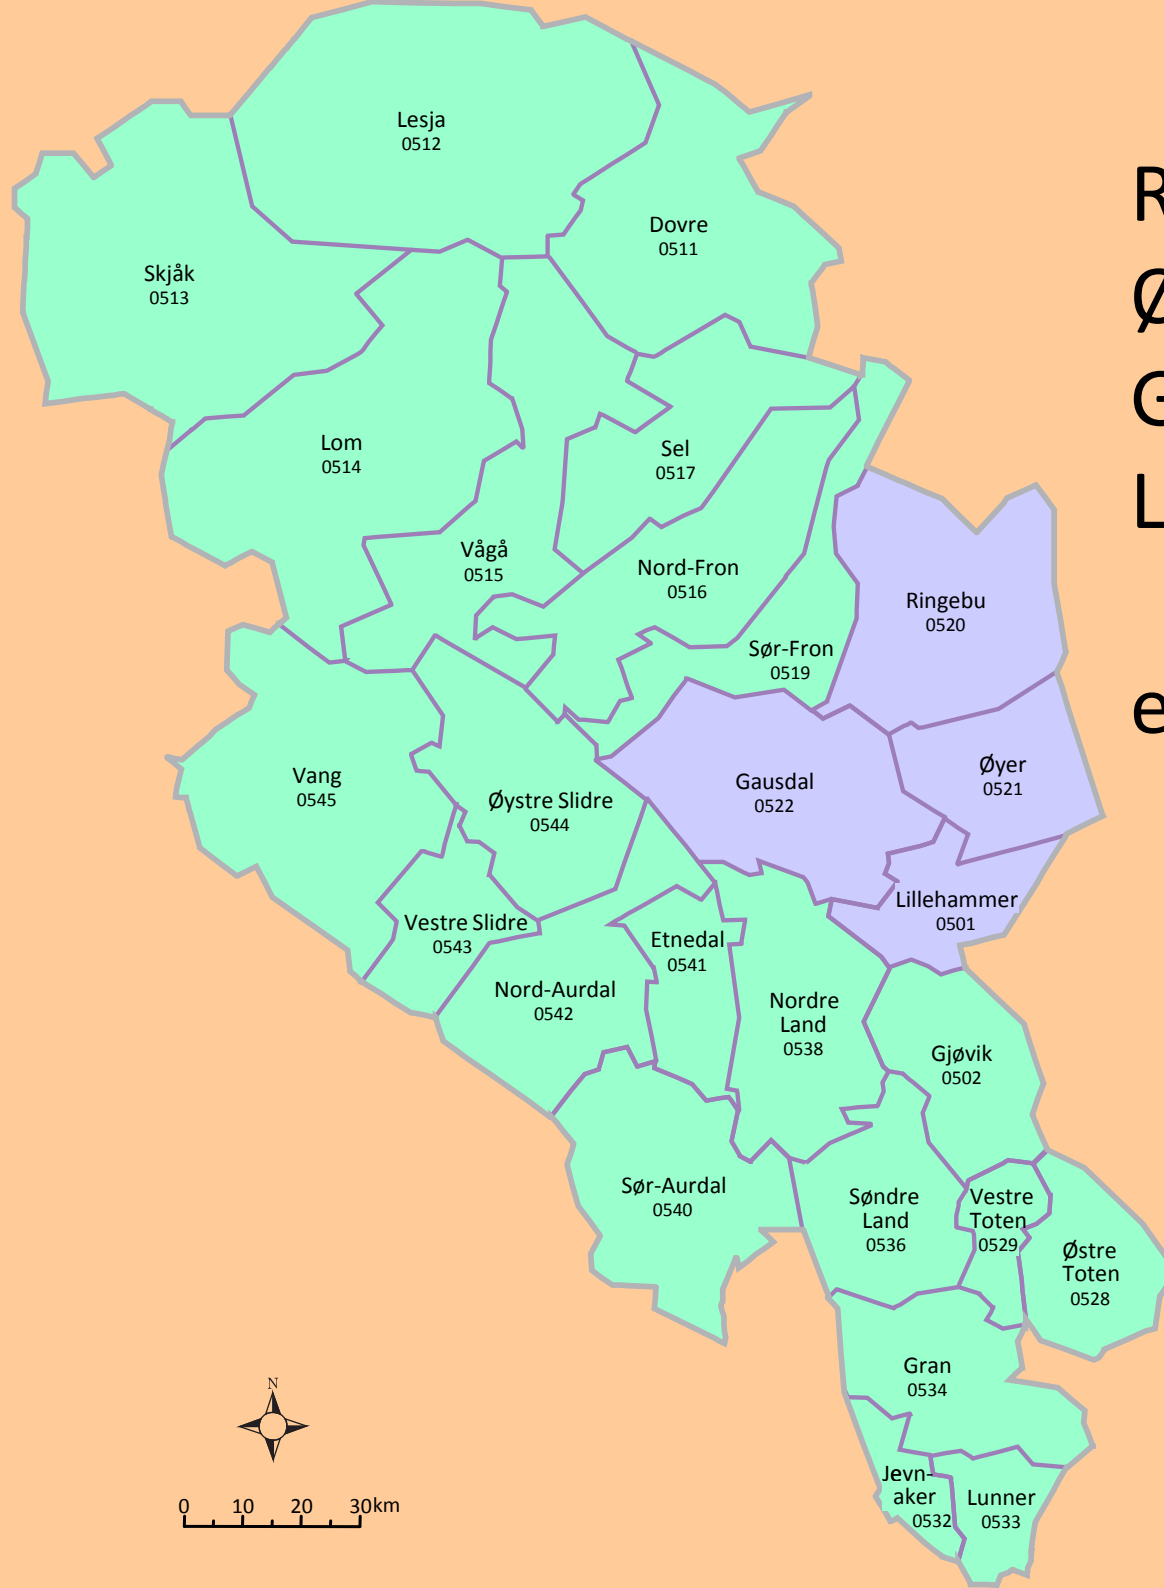 Lesja
0512
R
Dovre
0511
Skjåk
0513
Ø
G
Lom
0514
Sel
0517
L
Vågå
0515
Nord-Fron
0516
Ringebu
0520
Sør-Fron
0519
e
Vang
0545
Øystre Slidre
0544
Gausdal
0522
Øyer
0521
Vestre Slidre
0543
Etnedal
0541
Lillehammer
0501
Nord-Aurdal
0542
Nordre
Land
0538
Gjøvik
0502
Sør-Aurdal
0540
Søndre
Land
0536
Vestre
Toten
0529
Østre
Toten
0528
Gran
0534
Jevn-
aker
0532
Lunner
0533
N
0 10 20 30km